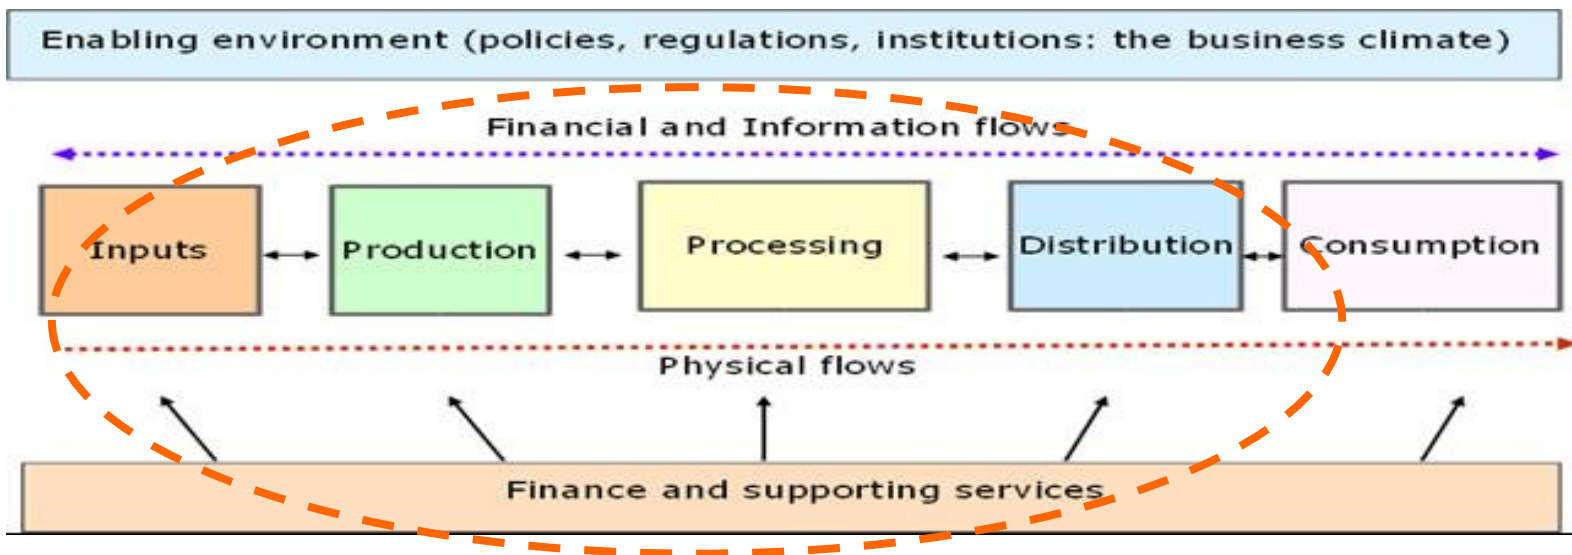 Enabling environment (policies, regulations, institutions: the business climate)
Financial and Information flows
Inputs
Production
Processing
Distribution
Consumption
Physical flows
Finance and supporting services